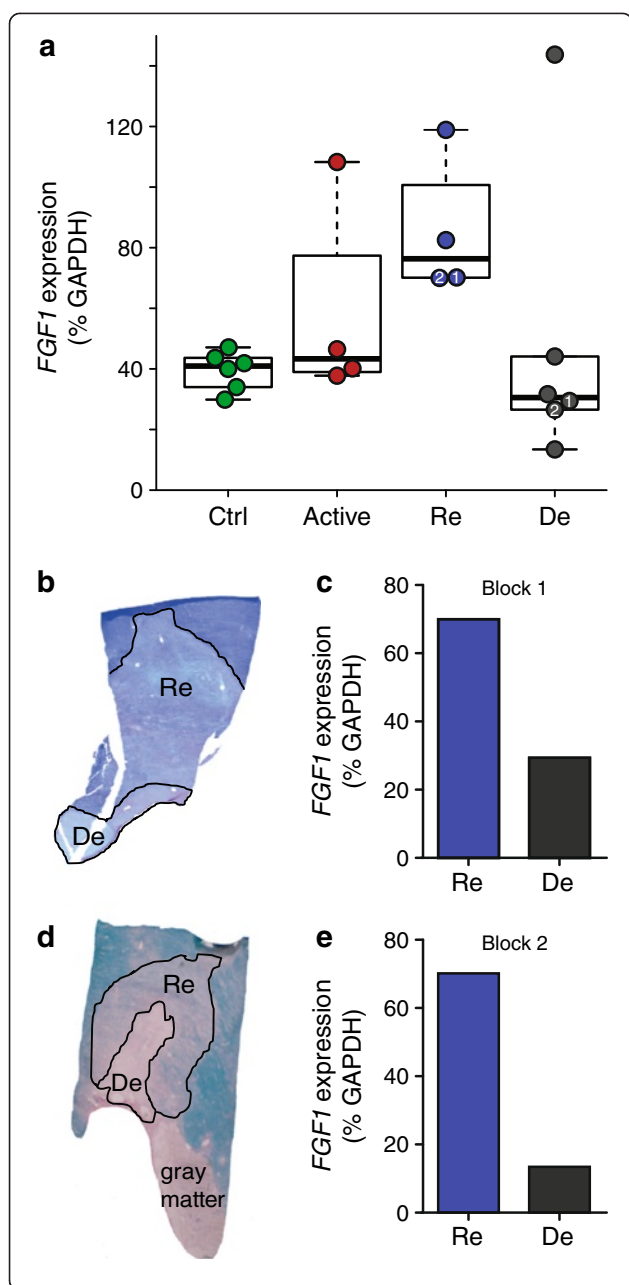 a
FGF1 expression
(% GAPDH)
120
80
40
0
2 1
1
2
Ctrl Active Re De
b
Re
De
c
Block 1
FGF1 expression
(% GAPDH)
80
60
40
20
0
Re De
d
Re
De
gray
matter
e
Block 2
FGF1 expression
(% GAPDH)
80
60
40
20
0
Re De